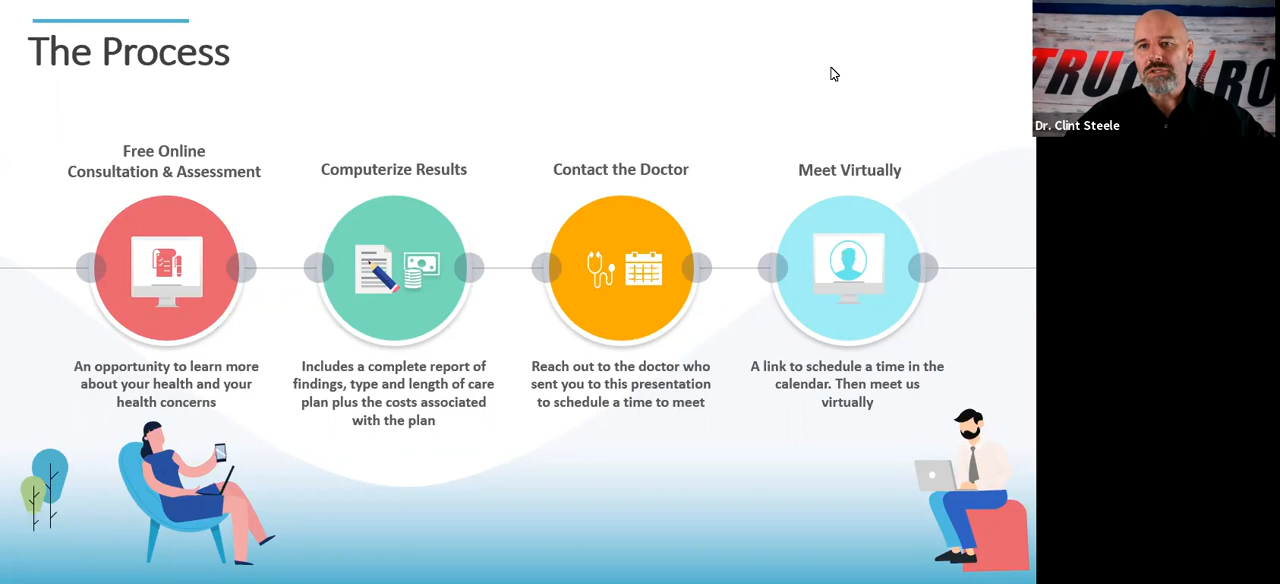 The Process
Free Online
Consultation & Assessment
Computerize Results
Contact the Doctor
Meet Virtually
An opportunity to learn more
about your health and your
health concerns
Includes a complete report of
findings, type and length of care
plan plus the costs associated
with the plan
Reach out to the doctor who
sent you to this presentation
to schedule a time to meet
A link to schedule a time in the
calendar. Then meet us
virtually
Dr. Clint Steele